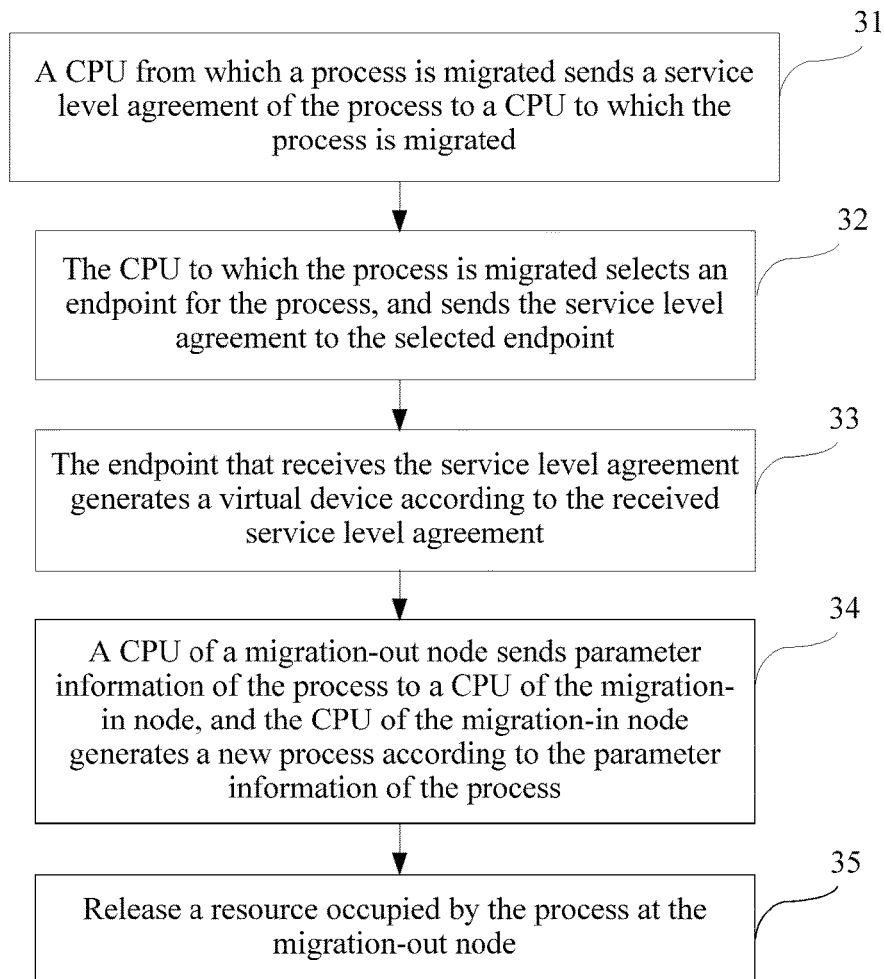 31
A CPU from which a process is migrated sends a service
level agreement of the process to a CPU to which the
process is migrated
32
The CPU to which the process is migrated selects an
endpoint for the process, and sends the service level
agreement to the selected endpoint
33
The endpoint that receives the service level agreement
generates a virtual device according to the received
service level agreement
34
A CPU of a migration-out node sends parameter
information of the process to a CPU of the migration-
in node, and the CPU of the migration-in node
generates a new process according to the parameter
information of the process
35
Release a resource occupied by the process at the
migration-out node